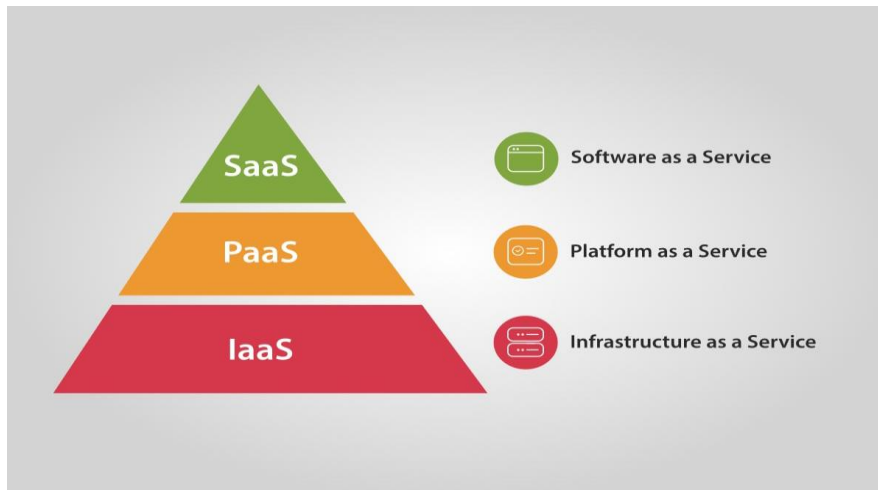 SaaS
Software as a Service
PaaS
Platform as a Service
IaaS
Infrastructure as a Service